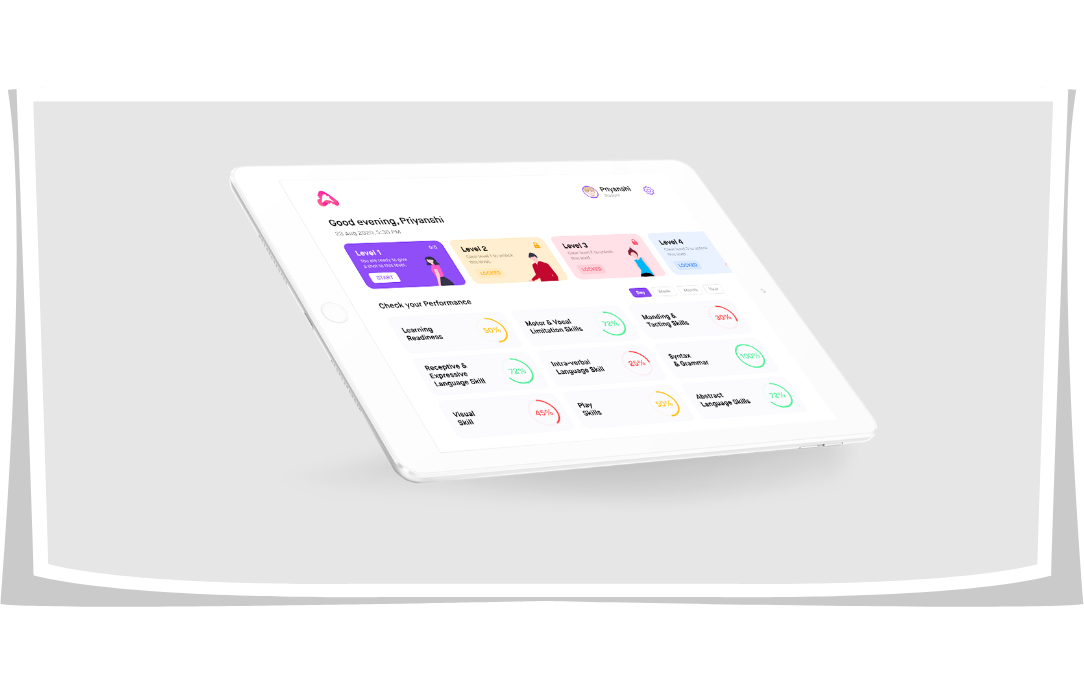 Priyanshi
Good evening, Priyanshi
20 Aug 2020, 5:30 PM
Level 1
0/5
You are ready to give
a shot to this level.
START
Level 2
Clear level 1 to unlock
this level.
LOCKED
Level 3
Clear level 2 to unlock
this level.
LOCKED
Level 4
Clear level 3 to unlock
this level.
LOCKED
Check your Performance
Day
Week
Month
Year
Learning
Readiness
50%
Motor & Vocal
Limitation Skills
72%
Manding &
Tacting Skills
30%
Receptive &
Expressive
Language Skill
72%
Intra-verbal
Language Skill
25%
Syntax
& Grammar
100%
Visual
Skill
45%
Play
Skills
50%
Abstract
Language Skills
72%